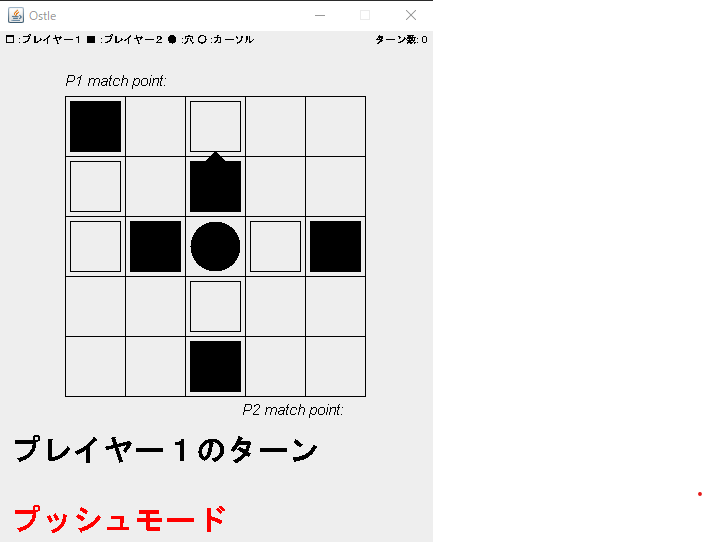 Ostle
□ :プレイヤー１ ■ :プレイヤー２ ● :穴 ○ :カーソル ターン数: 0
P1 match point:
P2 match point:
プレイヤー１のターン
プッシュモード